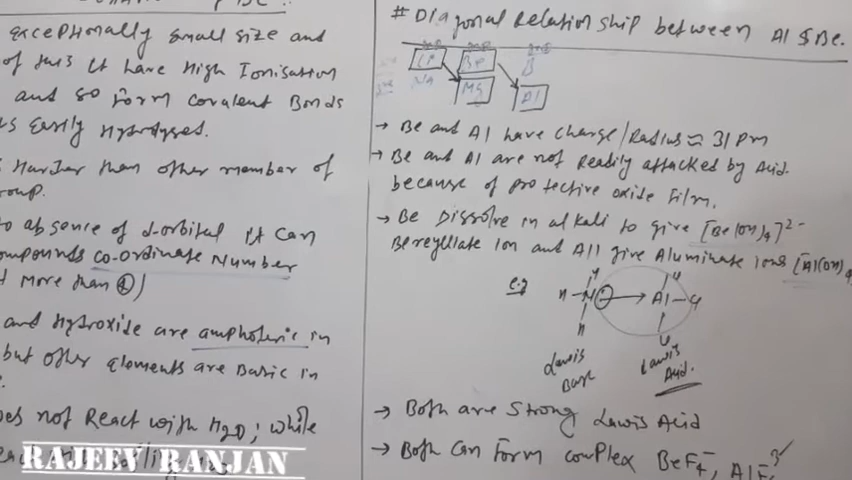 exceptionally small size and
of this it have High Ionisation
and so form covalent Bonds
Easily Hydrolysed.
Harder than other member of
roup.
to absence of d-orbital it can
ompounds co-ordinate Number
more than 4)
and Hydroxide are amphoteric in
but other Elements are Basic in
oes not React with H2O; while
RAJEEV RANJAN
# Diagonal Relationship between Al & Be.
Li Be B
Na Mg Al
→ Be and Al have charge/Radius ≈ 31 pm
→ Be and Al are not Readily attacked by Acid.
because of protective oxide Film.
→ Be Dissolve in alkali to give [Be(OH)4]2-
Bereyllate Ion and All give Aluminate Ions [Al(OH)4
e.g
H – N: → Al – Cl
Lewis Base
Lewis Acid.
→ Both are Strong Lewis Acid
→ Both can Form complex BeF4-, AlF6 3-